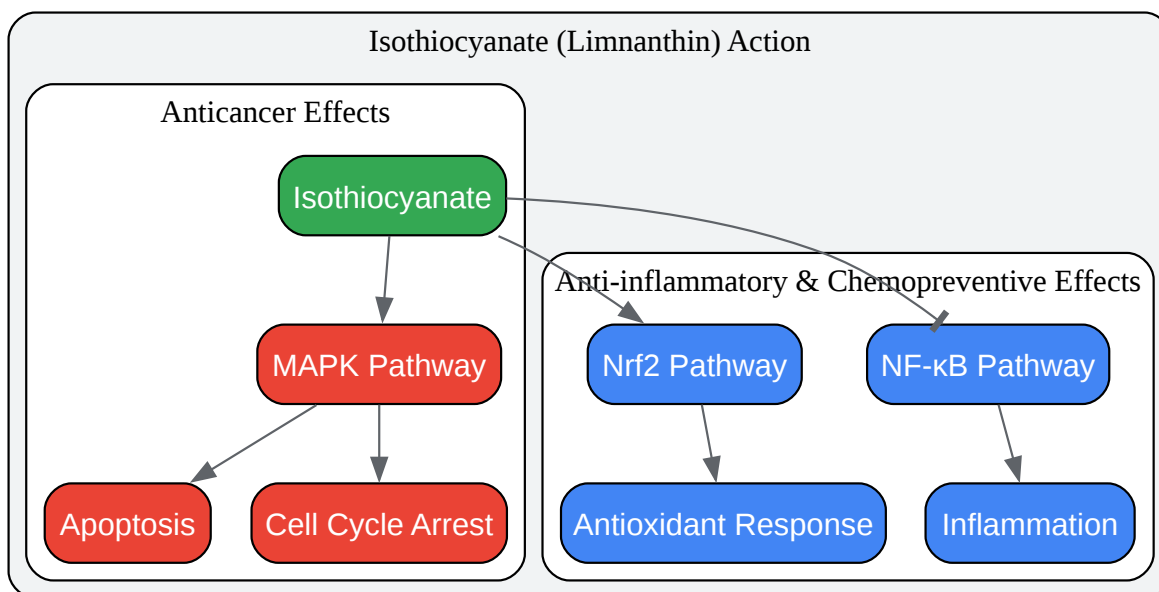 Isothiocyanate (Limnanthin) Action
Anticancer Effects
Isothiocyanate
Anti-inflammatory & Chemopreventive Effects
MAPK Pathway
Nrf2 Pathway
NF-κB Pathway
Apoptosis
Cell Cycle Arrest
Antioxidant Response
Inflammation